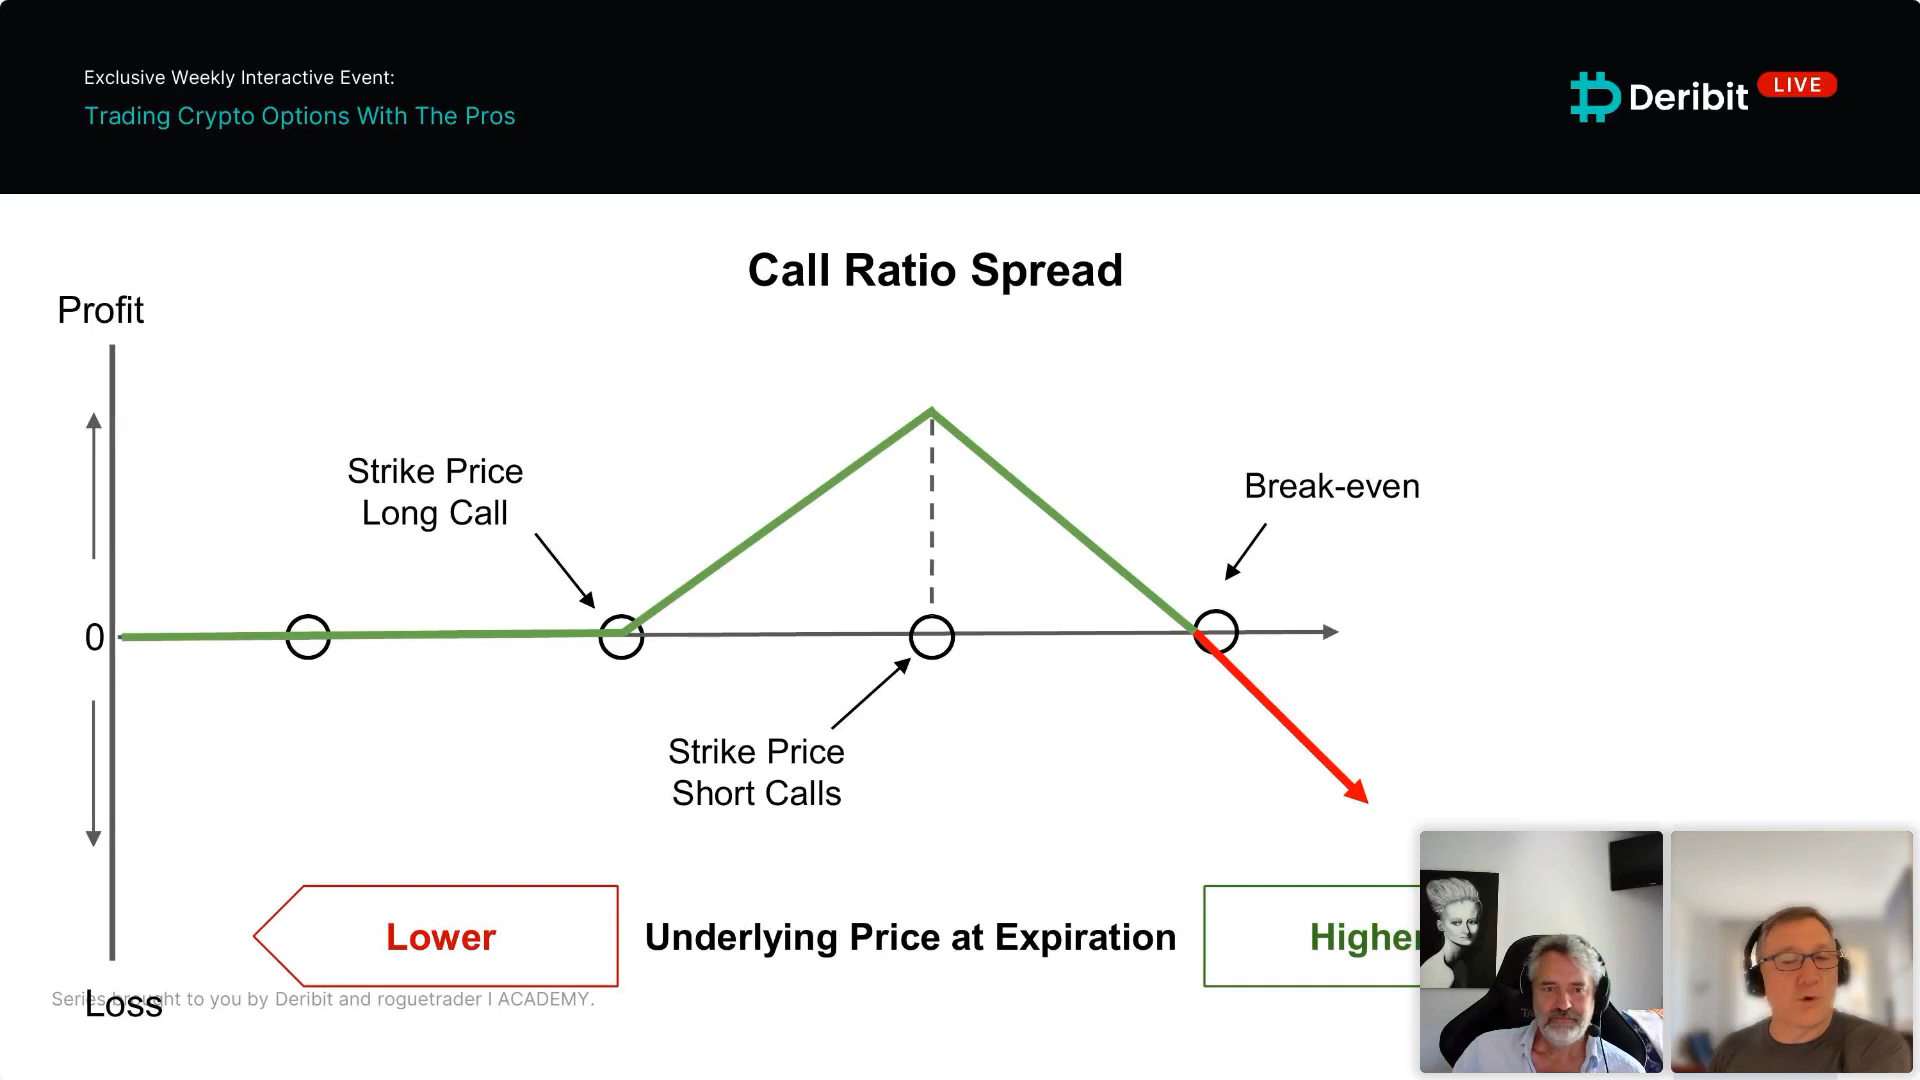 Exclusive Weekly Interactive Event:
Trading Crypto Options With The Pros
Deribit LIVE
Call Ratio Spread
Profit
Strike Price
Long Call
Break-even
0
Strike Price
Short Calls
Lower
Underlying Price at Expiration
Higher
Series brought to you by Deribit and roguetrader | ACADEMY.
Loss